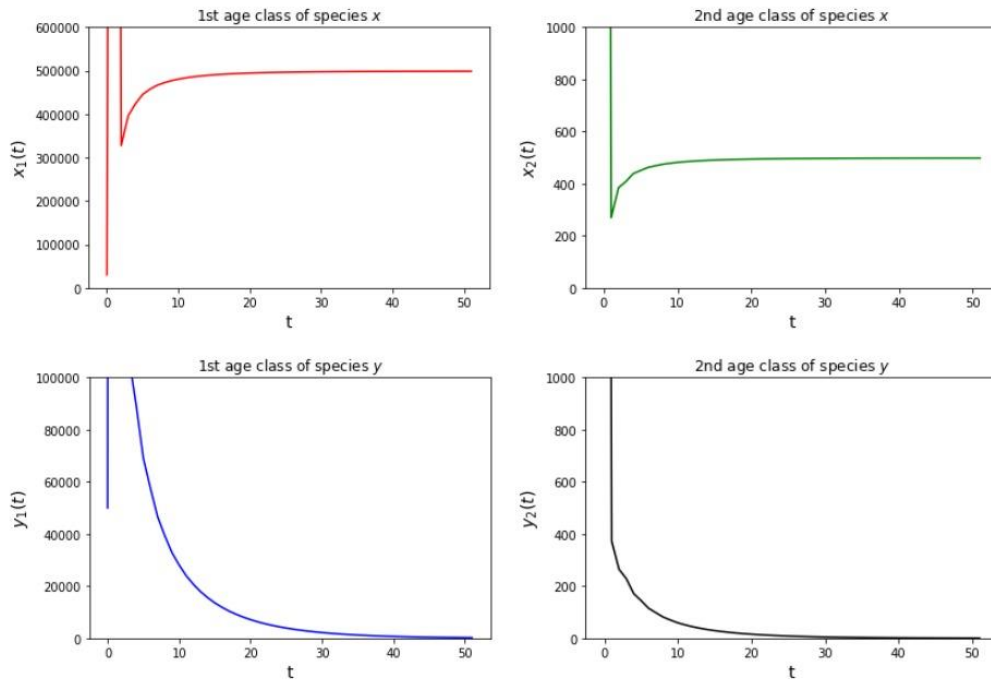 1st age class of species x
600000
500000
400000
300000
200000
100000
0
x₁(t)
0 10 20 30 40 50
t
2nd age class of species x
1000
800
600
400
200
0
x₂(t)
0 10 20 30 40 50
t
1st age class of species y
100000
80000
60000
40000
20000
0
y₁(t)
0 10 20 30 40 50
t
2nd age class of species y
1000
800
600
400
200
0
y₂(t)
0 10 20 30 40 50
t